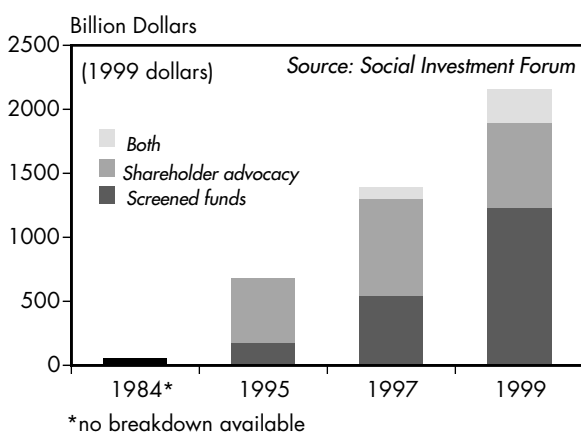 Billion Dollars
2500
(1999 dollars)
Source: Social Investment Forum
2000
Both
1500
Shareholder advocacy
Screened funds
1000
500
0
1984* 1995 1997 1999
*no breakdown available